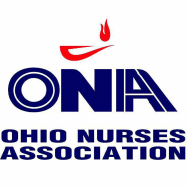 ONA
OHIO NURSES
ASSOCIATION